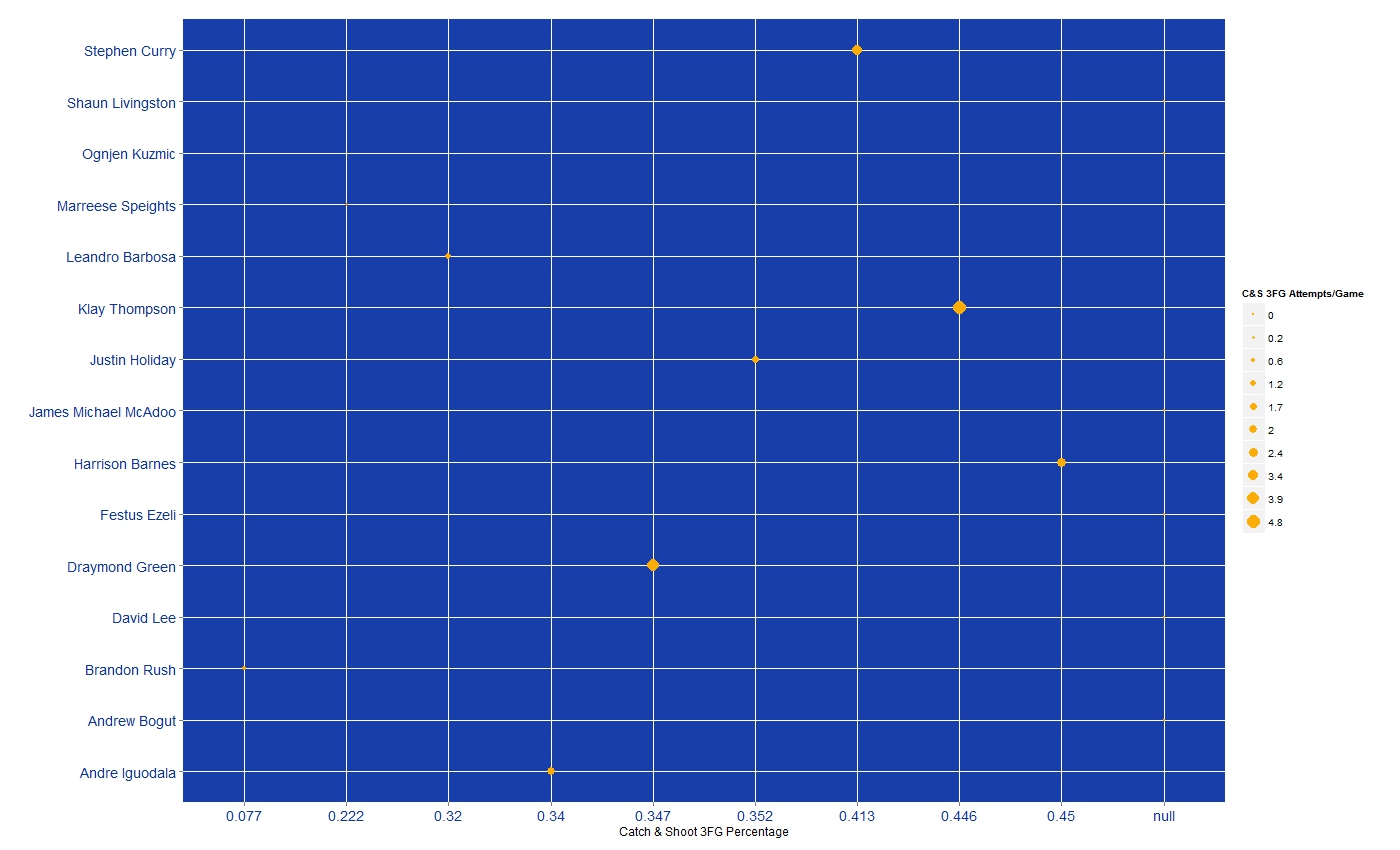 Stephen Curry
Shaun Livingston
Ognjen Kuzmic
Marreese Speights
Leandro Barbosa
Klay Thompson
Justin Holiday
James Michael McAdoo
Harrison Barnes
Festus Ezeli
Draymond Green
David Lee
Brandon Rush
Andrew Bogut
Andre Iguodala
0.077 0.222 0.32 0.34 0.347 0.352 0.413 0.446 0.45 null
Catch & Shoot 3FG Percentage
C&S 3FG Attempts/Game
0
0.2
0.6
1.2
1.7
2
2.4
3.4
3.9
4.8